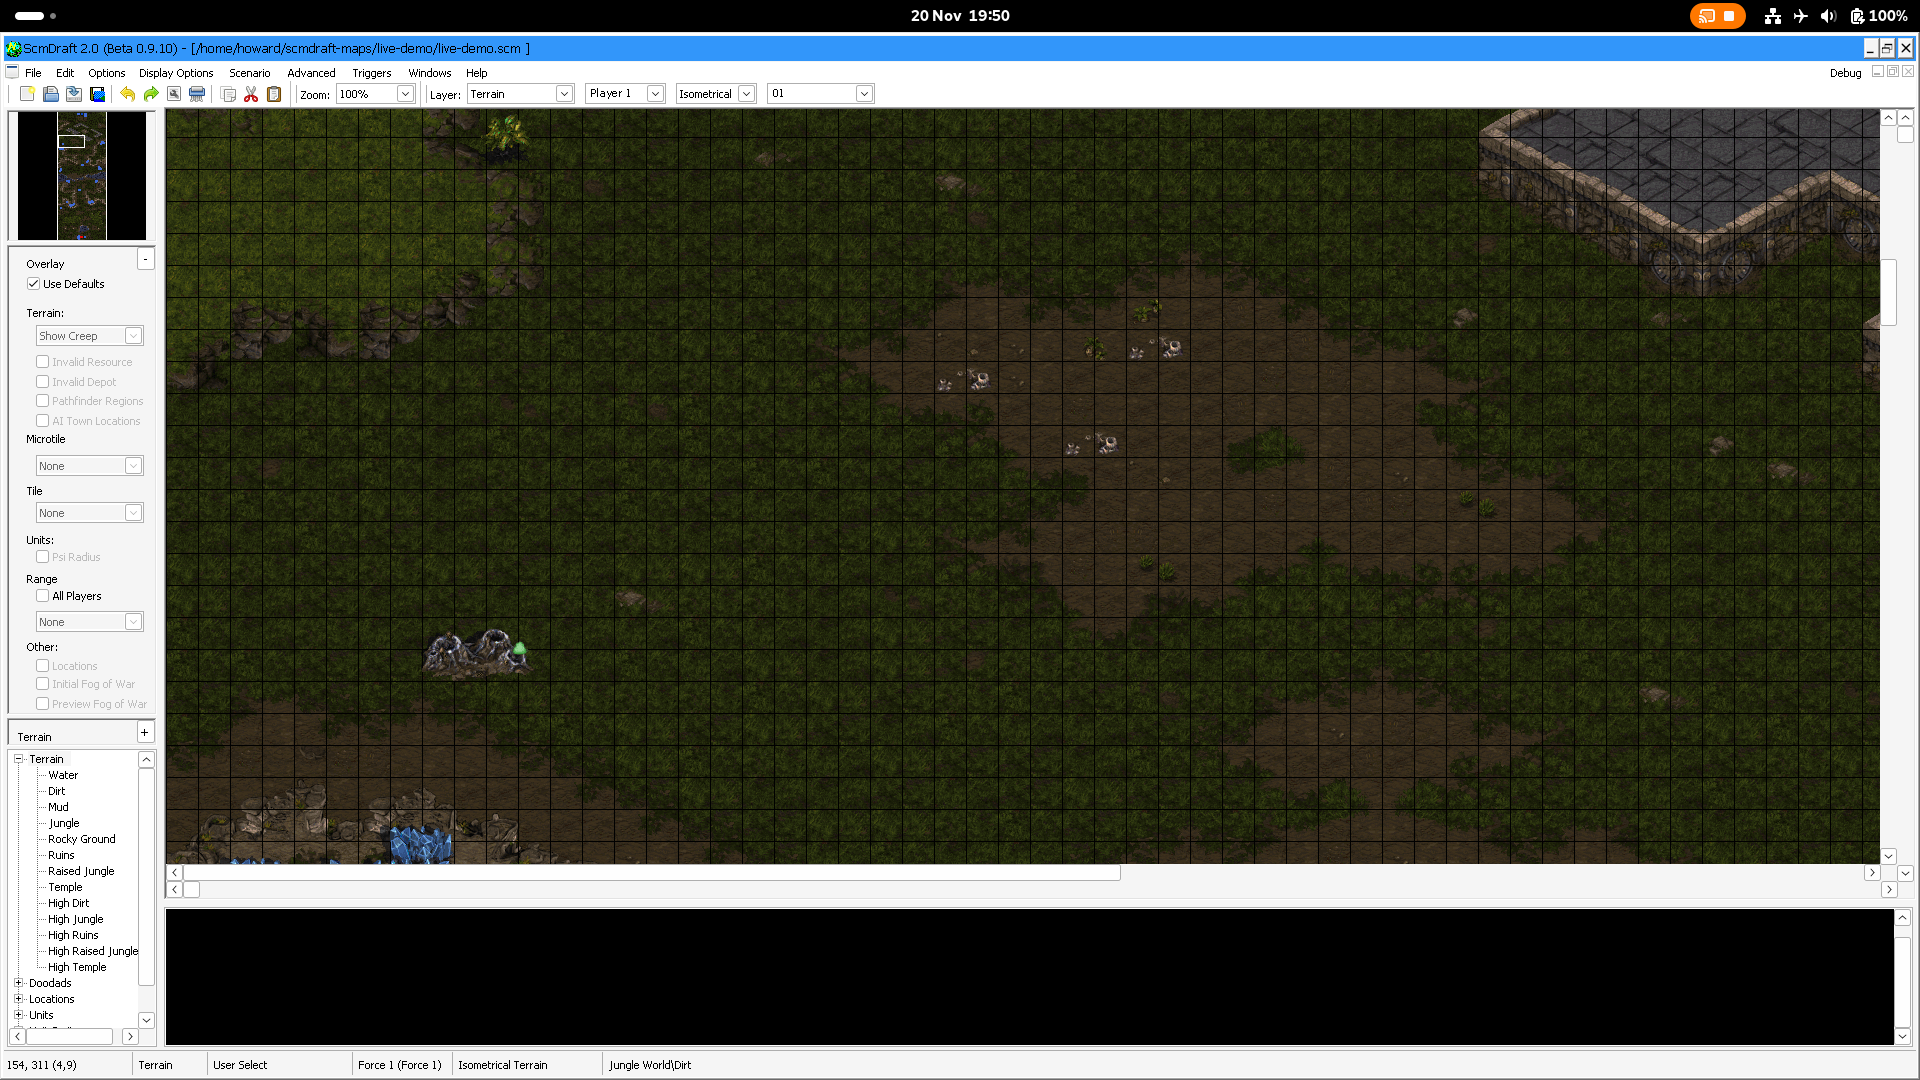 20 Nov 19:50
100%
ScmDraft 2.0 (Beta 0.9.10) - [/home/howard/scmdraft-maps/live-demo/live-demo.scm ]
File Edit Options Display Options Scenario Advanced Triggers Windows Help Debug
Zoom: 100% Layer: Terrain Player 1 Isometrical 01
Overlay -
Use Defaults
Terrain:
Show Creep
Invalid Resource
Invalid Depot
Pathfinder Regions
AI Town Locations
Microtile
None
Tile
None
Units:
Psi Radius
Range
All Players
None
Other:
Locations
Initial Fog of War
Preview Fog of War
Terrain +
Terrain
Water
Dirt
Mud
Jungle
Rocky Ground
Ruins
Raised Jungle
Temple
High Dirt
High Jungle
High Ruins
High Raised Jungle
High Temple
Doodads
Locations
Units
154, 311 (4,9) Terrain User Select Force 1 (Force 1) Isometrical Terrain Jungle World\Dirt